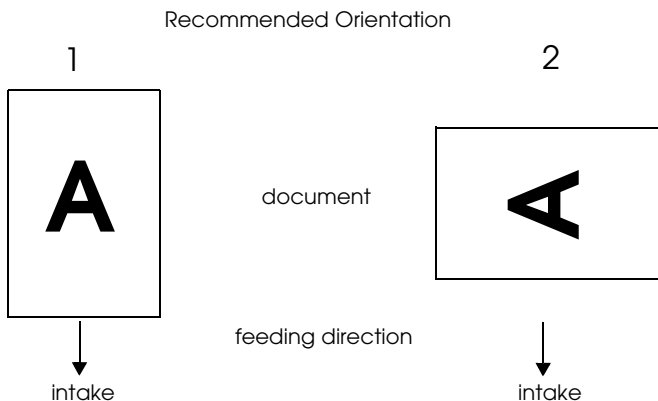 Recommended Orientation
1
2
A
document
A
feeding direction
intake
intake